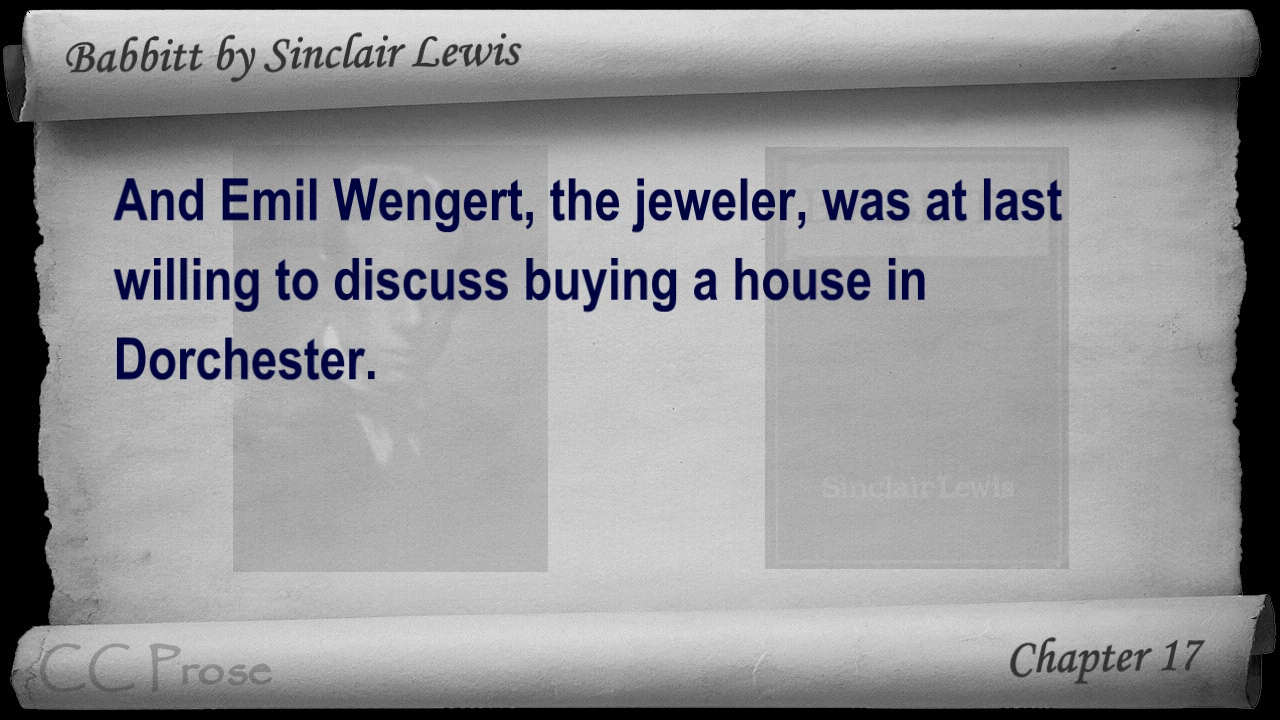 Babbitt by Sinclair Lewis
And Emil Wengert, the jeweler, was at last
willing to discuss buying a house in
Dorchester.
Sinclair Lewis
CC Prose
Chapter 17